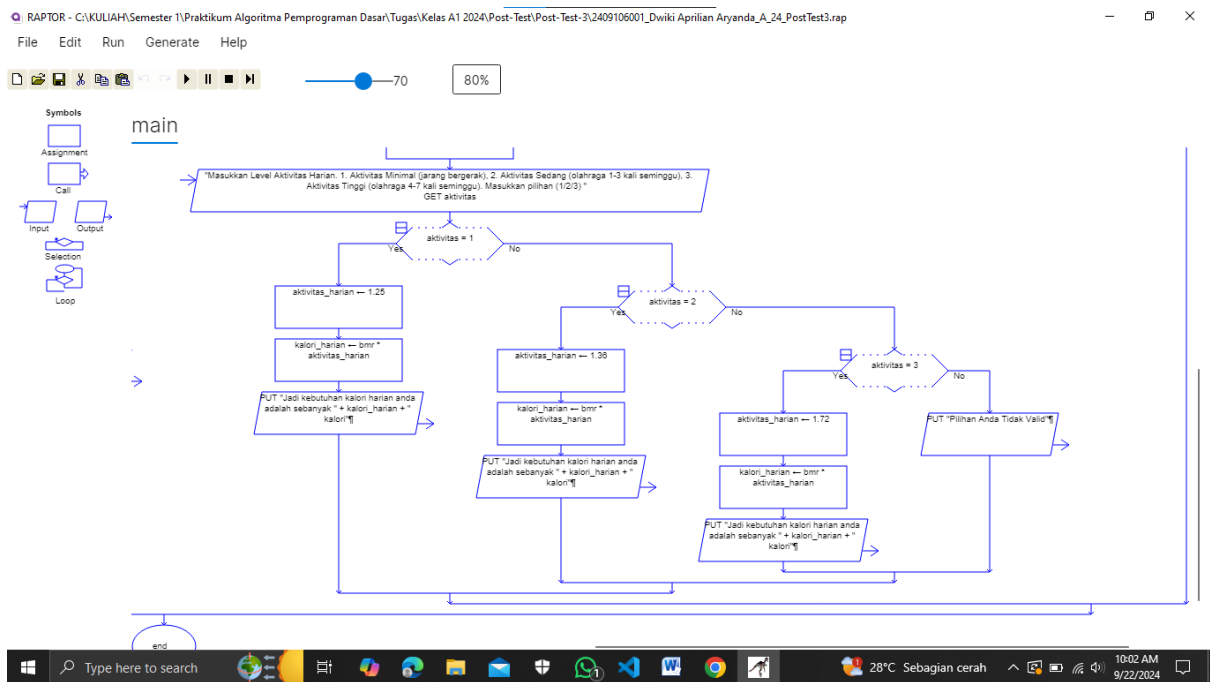 RAPTOR - C:\KULIAH\Semester 1\Praktikum Algoritma Pemprograman Dasar\Tugas\Kelas A1 2024\Post-Test\Post-Test-3\2409106001_Dwiki Aprilian Aryanda_A_24_PostTest3.rap
File Edit Run Generate Help
70
80%
Symbols
Assignment
Call
Input
Output
Selection
Loop
main
"Masukkan Level Aktivitas Harian. 1. Aktivitas Minimal (jarang bergerak), 2. Aktivitas Sedang (olahraga 1-3 kali seminggu), 3.
Aktivitas Tinggi (olahraga 4-7 kali seminggu). Masukkan pilihan (1/2/3) "
GET aktivitas
aktivitas = 1
Yes
No
aktivitas_harian ← 1.25
kalori_harian ← bmr *
aktivitas_harian
PUT "Jadi kebutuhan kalori harian anda
adalah sebanyak " + kalori_harian + "
kalori"¶
aktivitas = 2
Yes
No
aktivitas_harian ← 1.36
kalori_harian ← bmr *
aktivitas_harian
PUT "Jadi kebutuhan kalori harian anda
adalah sebanyak " + kalori_harian + "
kalori"¶
aktivitas = 3
Yes
No
aktivitas_harian ← 1.72
kalori_harian ← bmr *
aktivitas_harian
PUT "Jadi kebutuhan kalori harian anda
adalah sebanyak " + kalori_harian + "
kalori"¶
PUT "Pilihan Anda Tidak Valid"¶
end
Type here to search
1
28°C Sebagian cerah
10:02 AM
9/22/2024